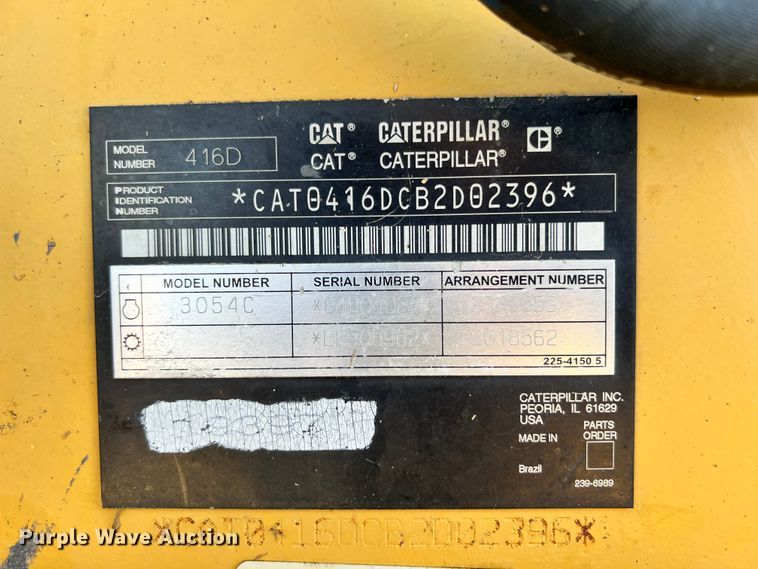 CAT® CATERPILLAR® ®
CAT® CATERPILLAR®
MODEL NUMBER 416D
PRODUCT IDENTIFICATION NUMBER *CAT0416DCB2D02396*
MODEL NUMBER SERIAL NUMBER ARRANGEMENT NUMBER
3054C
225-4150 5
CATERPILLAR INC.
PEORIA, IL 61629
USA
MADE IN
PARTS ORDER
Brazil
239-6989
*CAT0416DCB2D02396*
Purple Wave Auction